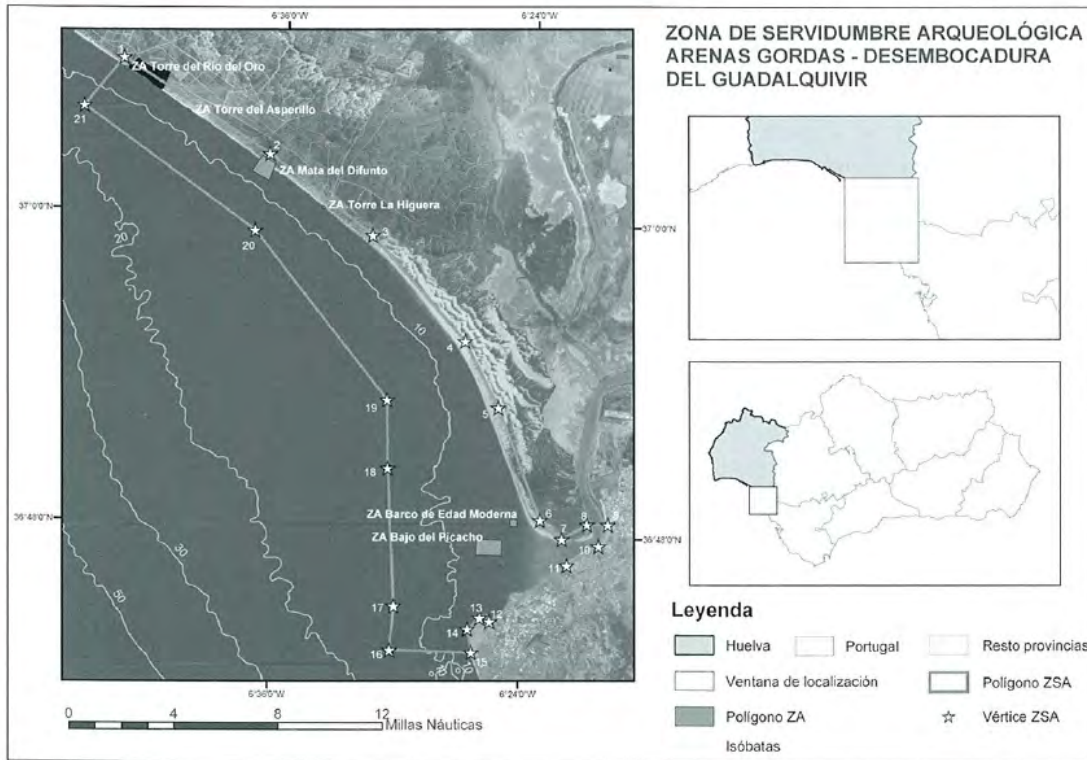 ZONA DE SERVIDUMBRE ARQUEOLÓGICA
ARENAS GORDAS - DESEMBOCADURA
DEL GUADALQUIVIR
6°36'0"W
6°24'0"W
ZA Torre del Río del Oro
21
ZA Torre del Asperillo
2
ZA Mata del Difunto
37°0'0"N
ZA Torre La Higuera
37°0'0"N
20
3
20
10
4
19
5
18
36°48'0"N
ZA Barco de Edad Moderna
6
8
9
7
ZA Bajo del Picacho
36°48'0"N
10
11
30
50
17
13
12
14
16
15
20
10
6°36'0"W
6°24'0"W
0
4
8
12
Millas Náuticas
Leyenda
Huelva
Portugal
Resto provincias
Ventana de localización
Polígono ZSA
Polígono ZA
Vértice ZSA
Isóbatas